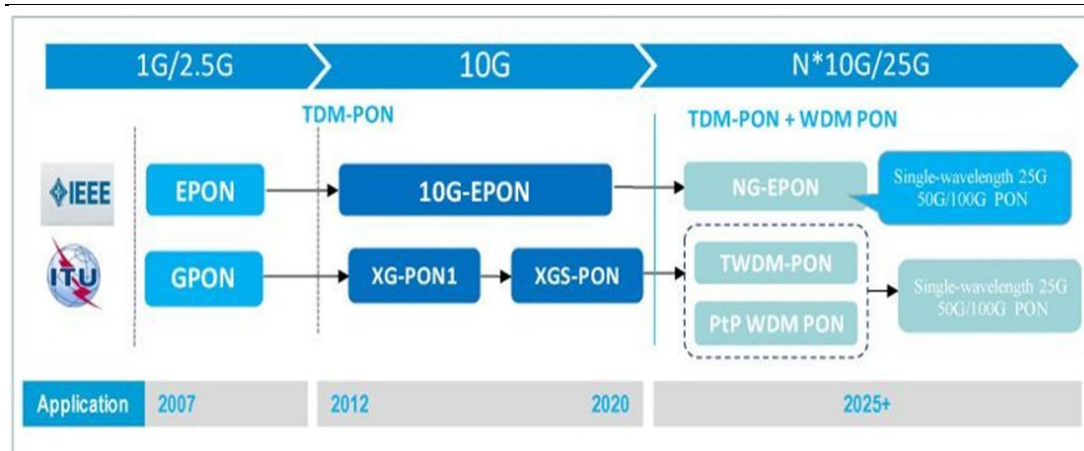 1G/2.5G
10G
N*10G/25G
TDM-PON
TDM-PON + WDM PON
IEEE
EPON
10G-EPON
NG-EPON
Single-wavelength 25G
50G/100G PON
ITU
GPON
XG-PON1
XGS-PON
TWDM-PON
PtP WDM PON
Single-wavelength 25G
50G/100G PON
Application
2007
2012
2020
2025+